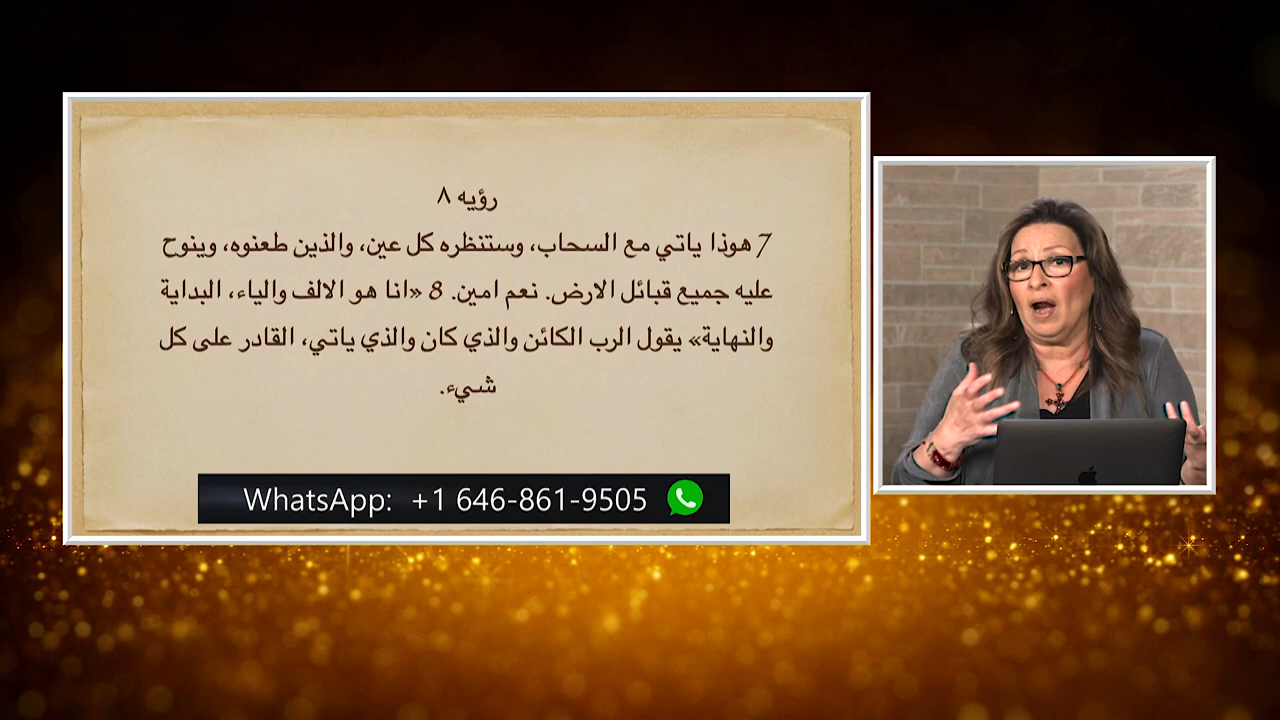 رؤيه ٨
7 هوذا ياتي مع السحاب، وستنظره كل عين، والذين طعنوه، وينوح
عليه جميع قبائل الارض. نعم امين. 8 «انا هو الالف والياء، البداية
والنهاية» يقول الرب الكائن والذي كان والذي ياتي، القادر على كل
شيء.
WhatsApp: +1 646-861-9505